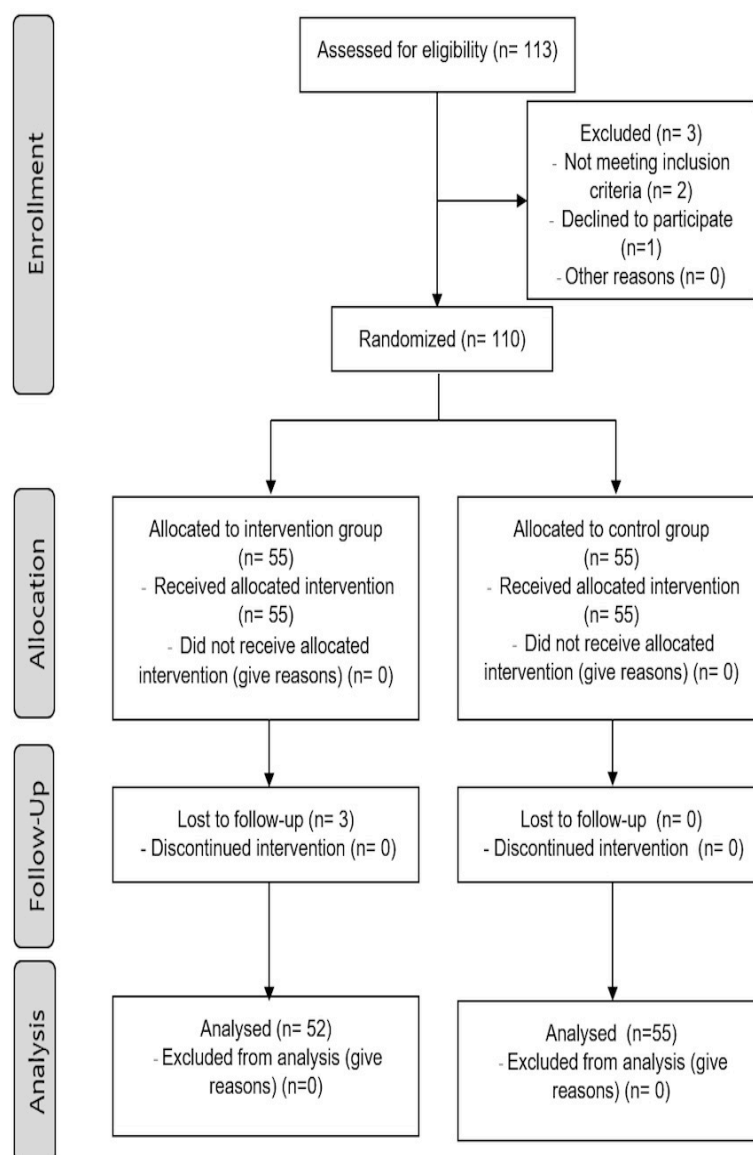 Enrollment
Assessed for eligibility (n= 113)
Excluded (n= 3)
- Not meeting inclusion
criteria (n= 2)
- Declined to participate
(n=1)
- Other reasons (n= 0)
Randomized (n= 110)
Allocation
Allocated to intervention group
(n= 55)
- Received allocated intervention
(n= 55)
- Did not receive allocated
intervention (give reasons) (n= 0)
Allocated to control group
(n= 55)
- Received allocated intervention
(n= 55)
- Did not receive allocated
intervention (give reasons) (n= 0)
Follow-Up
Lost to follow-up (n= 3)
- Discontinued intervention (n= 0)
Lost to follow-up (n= 0)
- Discontinued intervention (n= 0)
Analysis
Analysed (n= 52)
- Excluded from analysis (give
reasons) (n=0)
Analysed (n=55)
- Excluded from analysis (give
reasons) (n= 0)